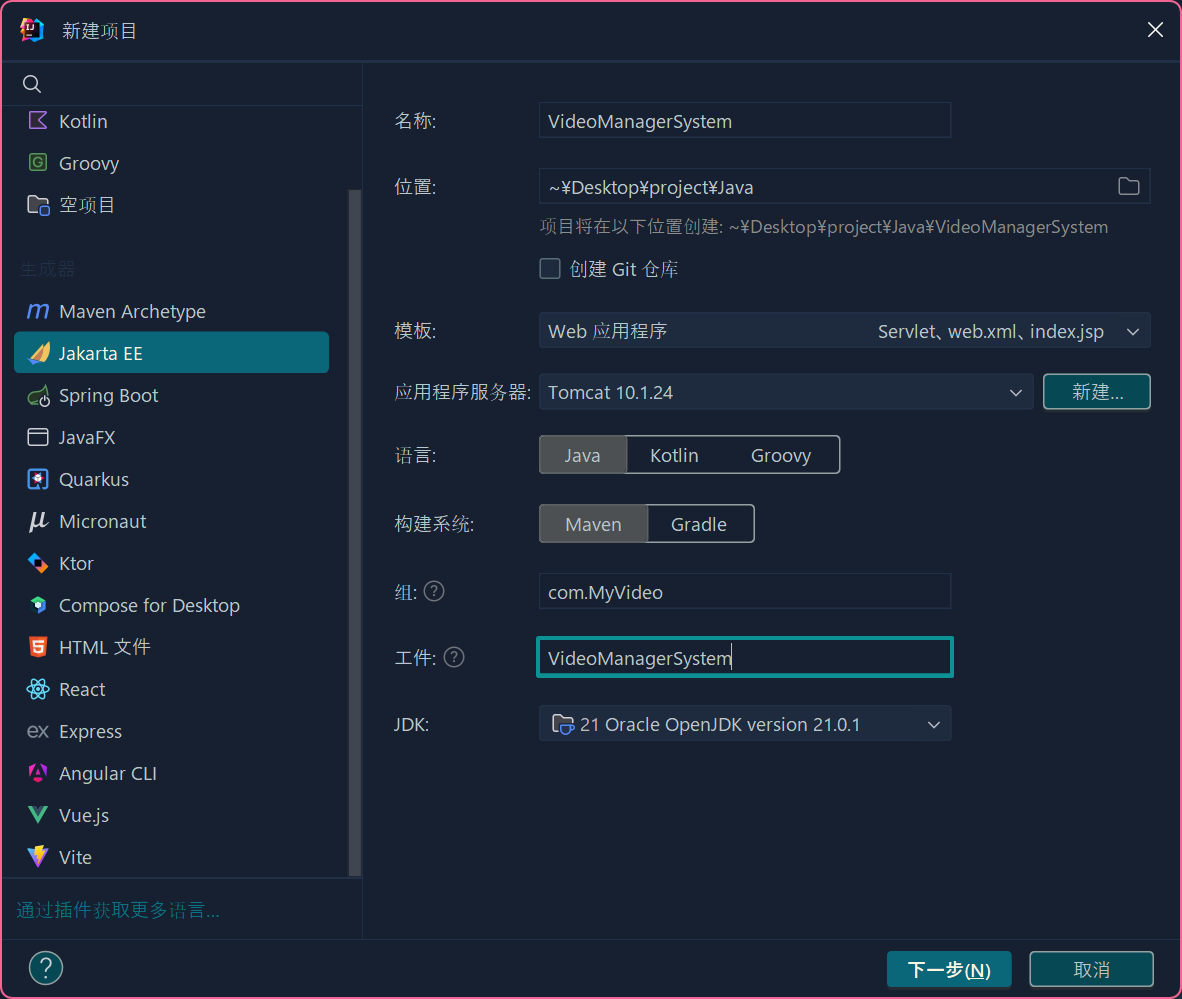 新建项目
Kotlin
Groovy
空项目
生成器
Maven Archetype
Jakarta EE
Spring Boot
JavaFX
Quarkus
Micronaut
Ktor
Compose for Desktop
HTML 文件
React
Express
Angular CLI
Vue.js
Vite
通过插件获取更多语言...
名称: VideoManagerSystem
位置: ~¥Desktop¥project¥Java
项目将在以下位置创建: ~¥Desktop¥project¥Java¥VideoManagerSystem
创建 Git 仓库
模板: Web 应用程序 Servlet、web.xml、index.jsp
应用程序服务器: Tomcat 10.1.24 新建...
语言: Java Kotlin Groovy
构建系统: Maven Gradle
组: ? com.MyVideo
工件: ? VideoManagerSystem
JDK: 21 Oracle OpenJDK version 21.0.1
? 下一步(N) 取消